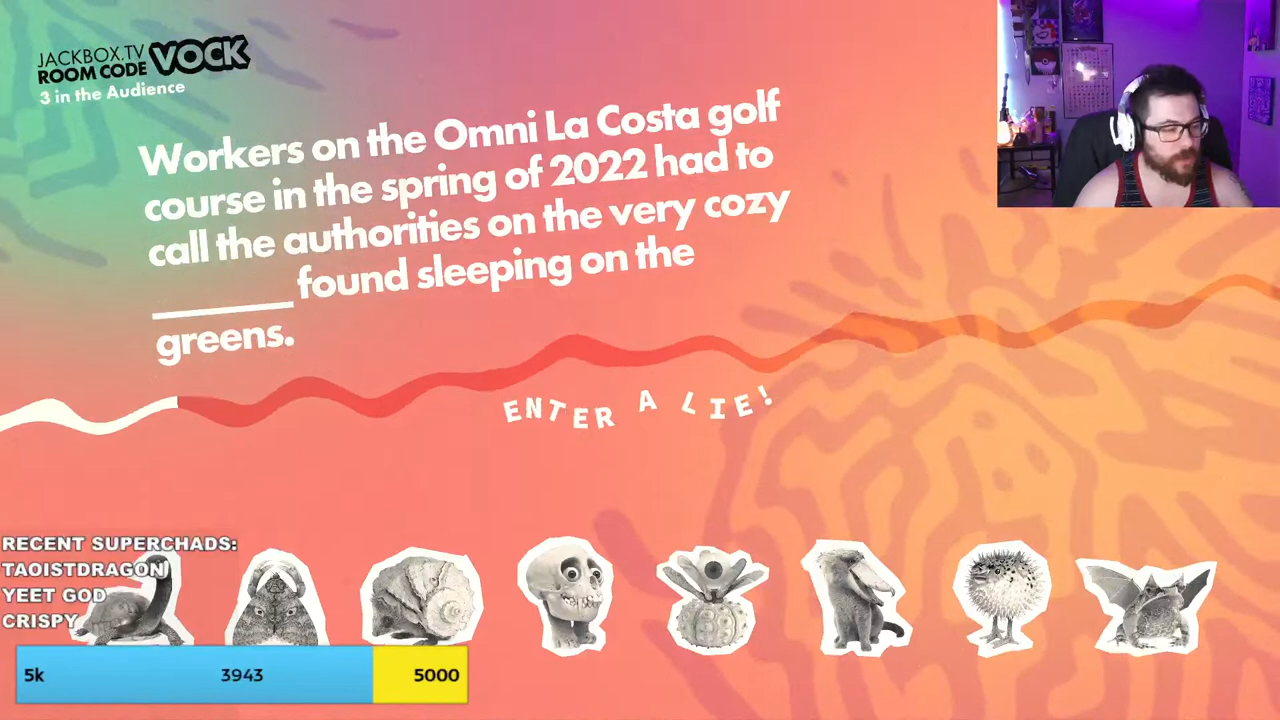 JACKBOX.TV
ROOM CODE VOCK
3 in the Audience
Workers on the Omni La Costa golf
course in the spring of 2022 had to
call the authorities on the very cozy
_______ found sleeping on the
greens.
ENTER A LIE!
RECENT SUPERCHADS:
TAOISTDRAGON
YEET GOD
CRISPY
5k 3943 5000